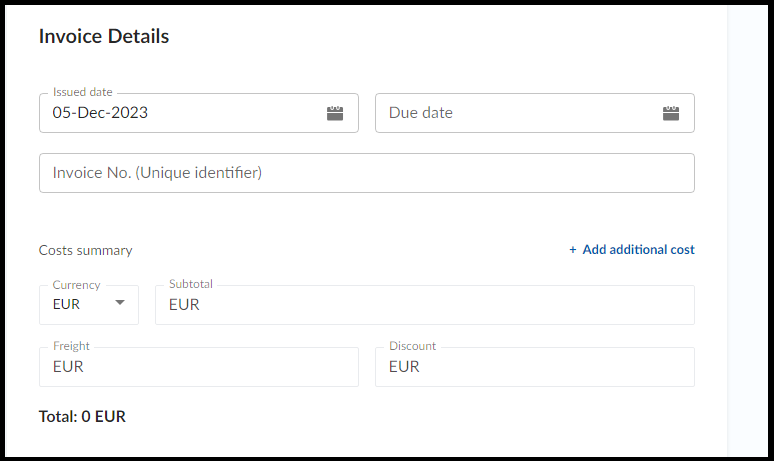 Invoice Details
Issued date
05-Dec-2023
Due date
Invoice No. (Unique identifier)
Costs summary
+ Add additional cost
Currency
EUR
Subtotal
EUR
Freight
EUR
Discount
EUR
Total: 0 EUR